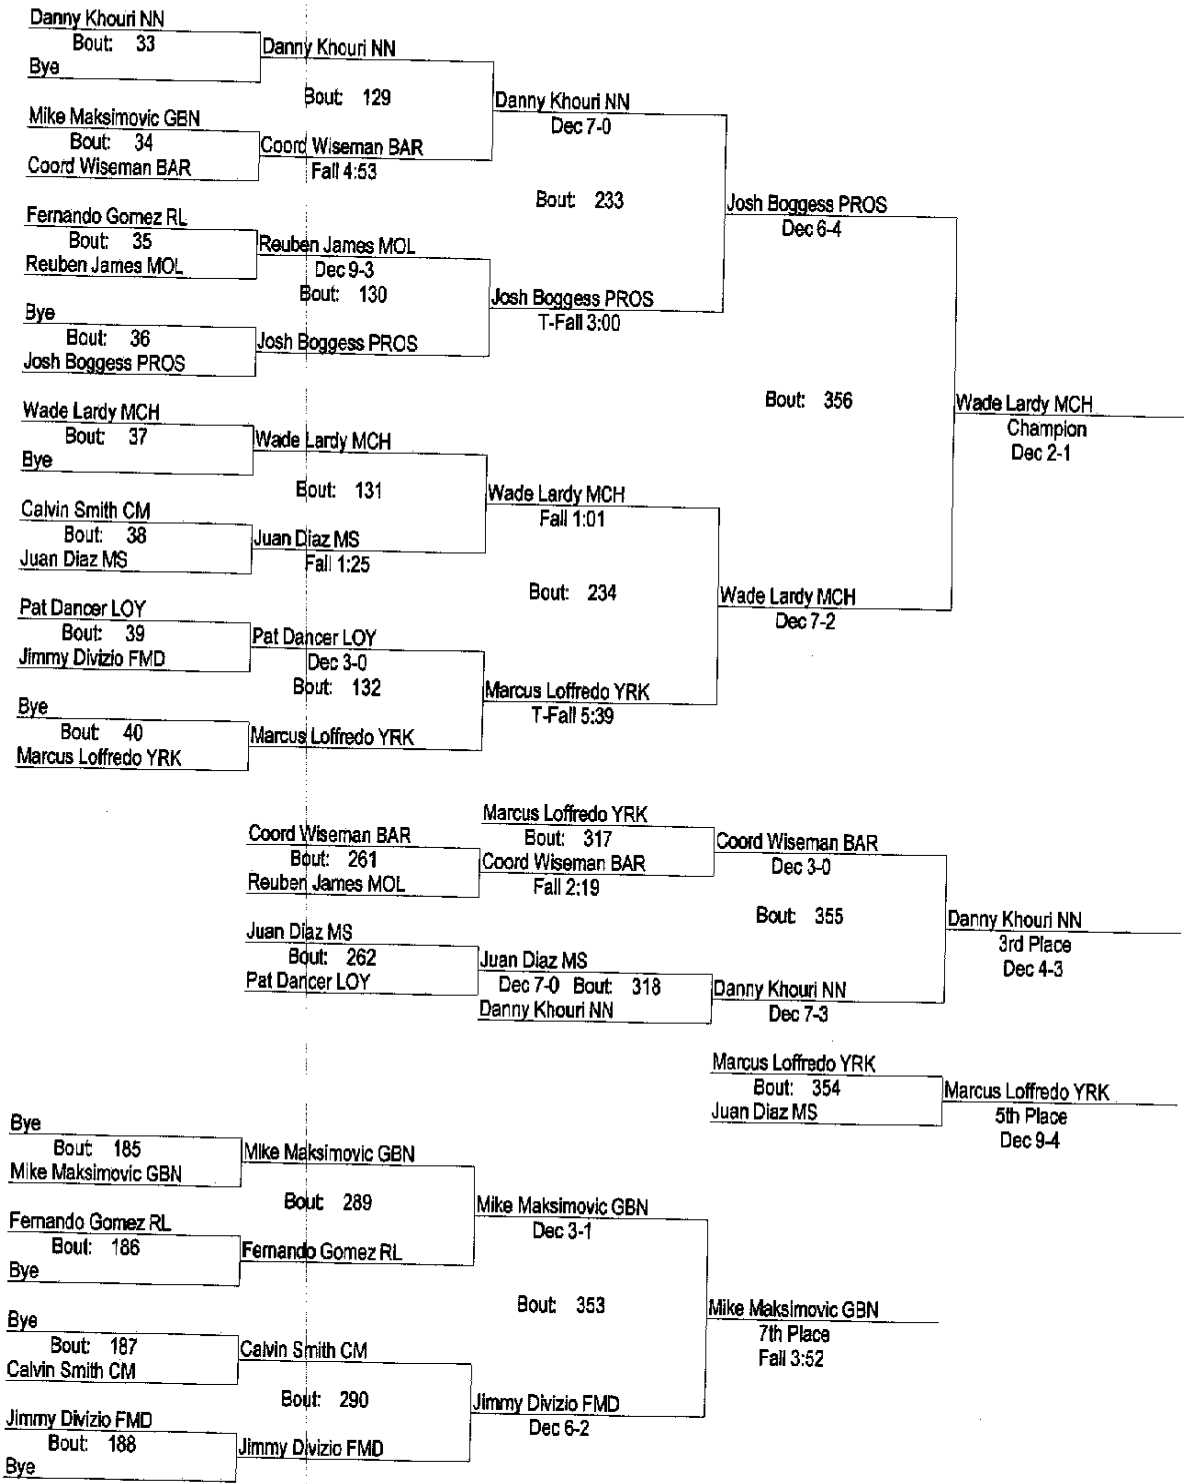 Danny Khouri NN
Bout: 33
Bye
Danny Khouri NN
Bout: 129
Mike Maksimovic GBN
Bout: 34
Coord Wiseman BAR
Coord Wiseman BAR
Fall 4:53
Danny Khouri NN
Dec 7-0
Bout: 233
Fernando Gomez RL
Bout: 35
Reuben James MOL
Reuben James MOL
Dec 9-3
Bout: 130
Bye
Bout: 36
Josh Boggess PROS
Josh Boggess PROS
Josh Boggess PROS
T-Fall 3:00
Josh Boggess PROS
Dec 6-4
Bout: 356
Wade Lardy MCH
Champion
Dec 2-1
Wade Lardy MCH
Bout: 37
Bye
Wade Lardy MCH
Bout: 131
Calvin Smith CM
Bout: 38
Juan Diaz MS
Juan Diaz MS
Fall 1:25
Wade Lardy MCH
Fall 1:01
Bout: 234
Wade Lardy MCH
Dec 7-2
Pat Dancer LOY
Bout: 39
Jimmy Divizio FMD
Pat Dancer LOY
Dec 3-0
Bout: 132
Bye
Bout: 40
Marcus Loffredo YRK
Marcus Loffredo YRK
Marcus Loffredo YRK
T-Fall 5:39
Coord Wiseman BAR
Bout: 261
Reuben James MOL
Marcus Loffredo YRK
Bout: 317
Coord Wiseman BAR
Fall 2:19
Coord Wiseman BAR
Dec 3-0
Bout: 355
Danny Khouri NN
3rd Place
Dec 4-3
Juan Diaz MS
Bout: 262
Pat Dancer LOY
Juan Diaz MS
Dec 7-0 Bout: 318
Danny Khouri NN
Danny Khouri NN
Dec 7-3
Marcus Loffredo YRK
Bout: 354
Juan Diaz MS
Marcus Loffredo YRK
5th Place
Dec 9-4
Bye
Bout: 185
Mike Maksimovic GBN
Mike Maksimovic GBN
Bout: 289
Fernando Gomez RL
Bout: 186
Bye
Fernando Gomez RL
Mike Maksimovic GBN
Dec 3-1
Bout: 353
Mike Maksimovic GBN
7th Place
Fall 3:52
Bye
Bout: 187
Calvin Smith CM
Calvin Smith CM
Bout: 290
Jimmy Divizio FMD
Bout: 188
Bye
Jimmy Divizio FMD
Jimmy Divizio FMD
Dec 6-2